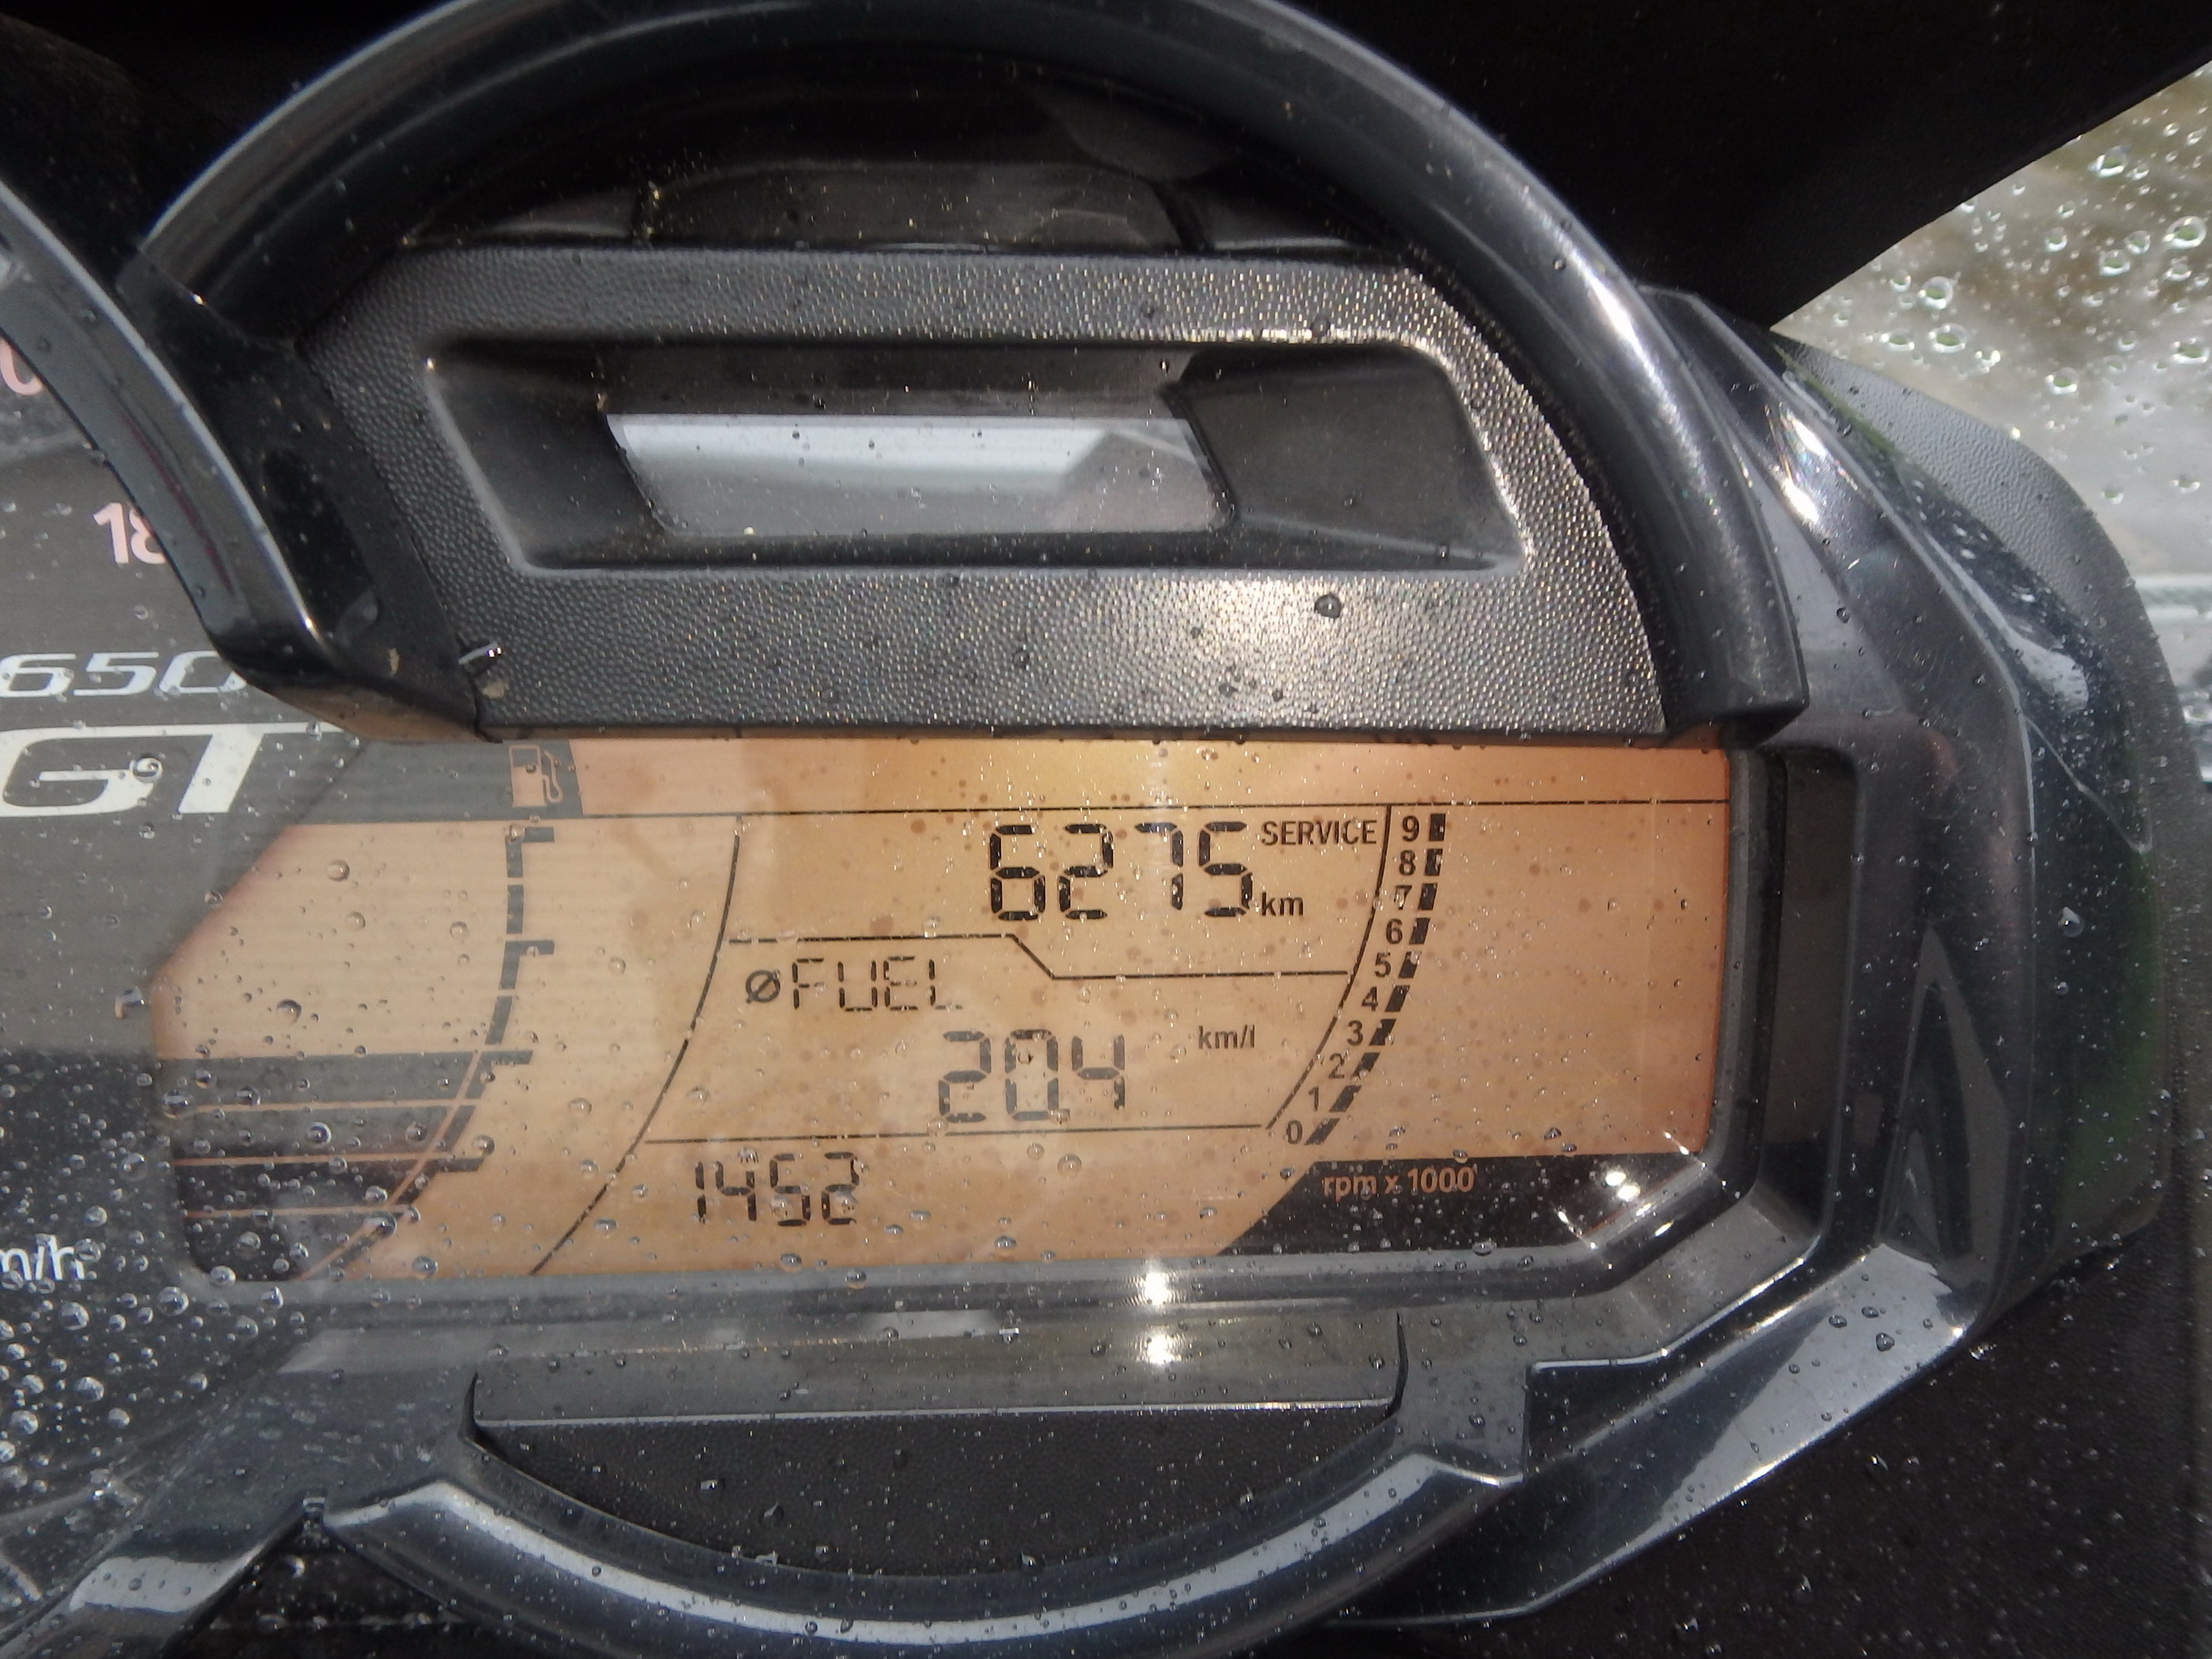 18
650
GT
6275 SERVICE
km
ØFUEL
204 km/l
1452
9
8
7
6
5
4
3
2
1
0
rpm x 1000
m/h